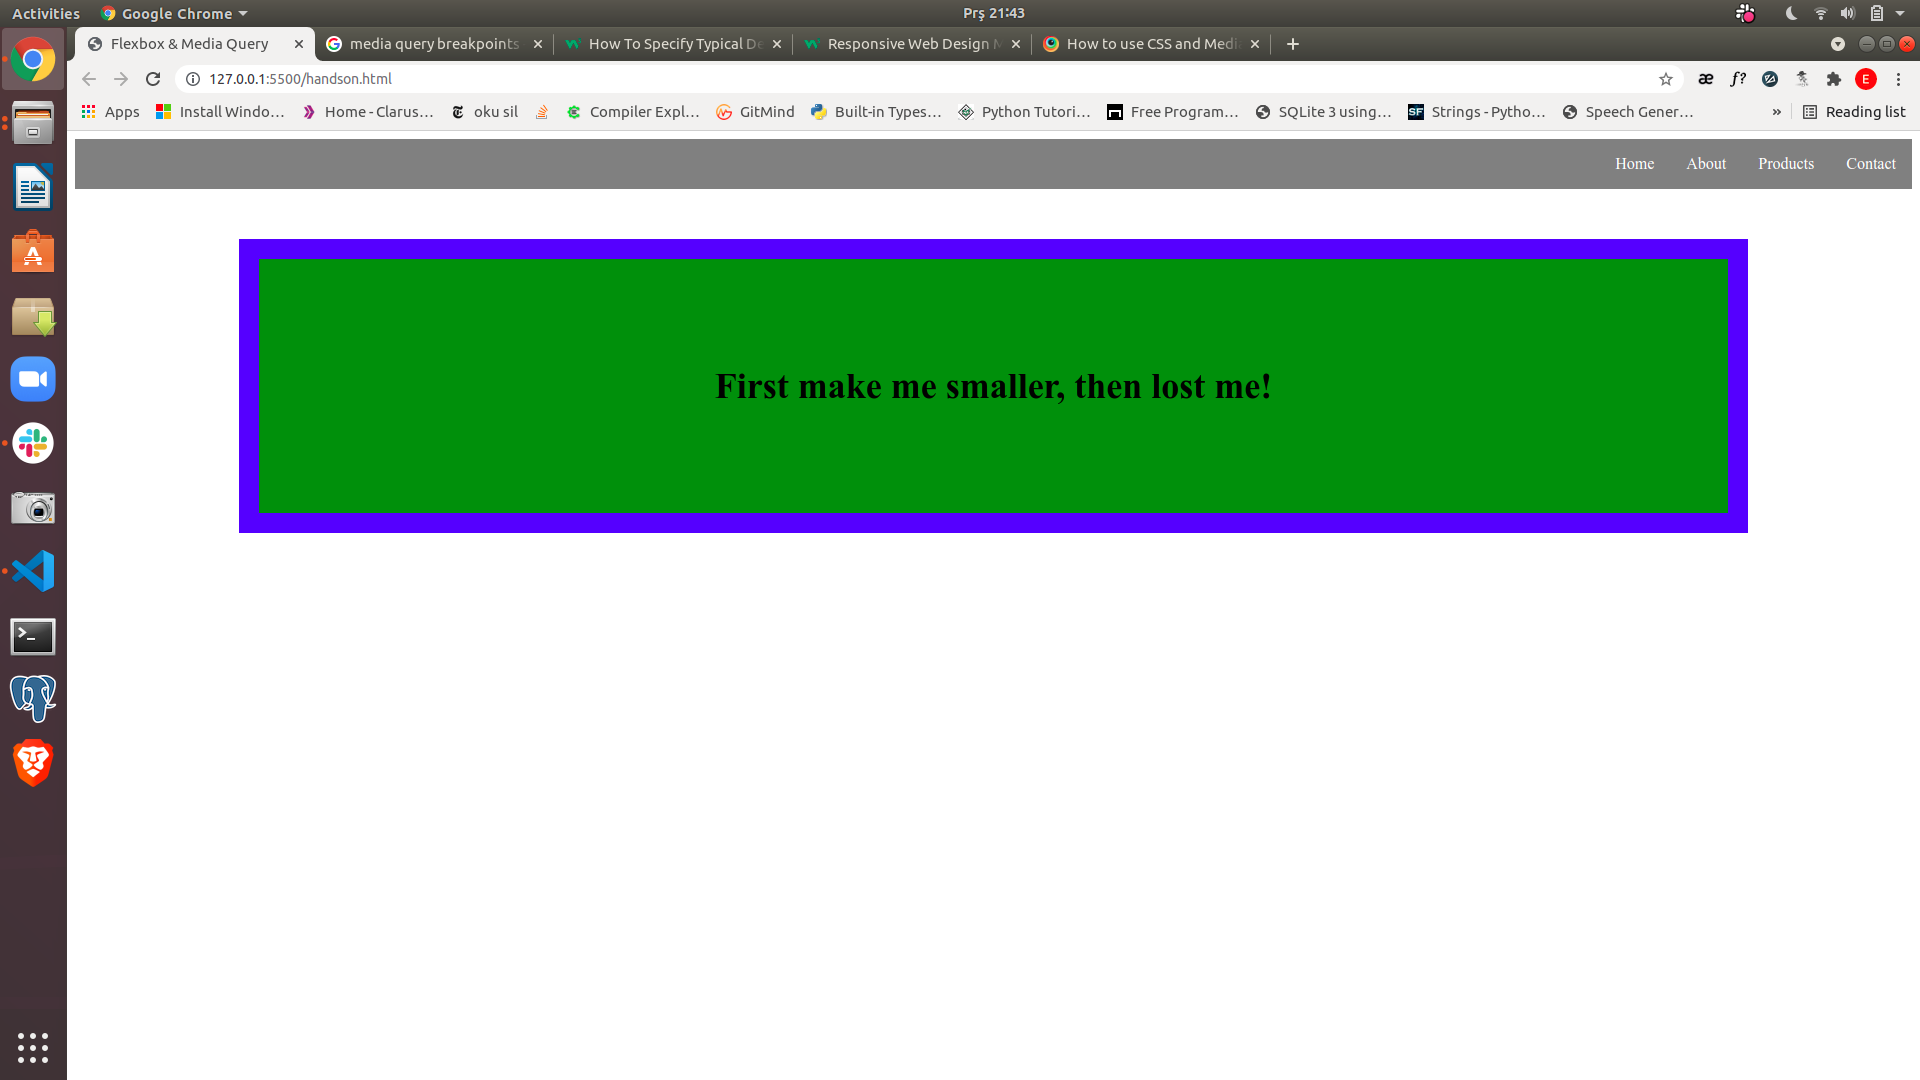 Activities Google Chrome Prş 21:43
Flexbox & Media Query media query breakpoints How To Specify Typical De Responsive Web Design M How to use CSS and Medi
127.0.0.1:5500/handson.html æ f? E
Apps Install Windo… Home - Clarus… oku sil Compiler Expl… GitMind Built-in Types… Python Tutori… Free Program… SQLite 3 using… SF Strings - Pytho… Speech Gener… » Reading list
Home About Products Contact
First make me smaller, then lost me!